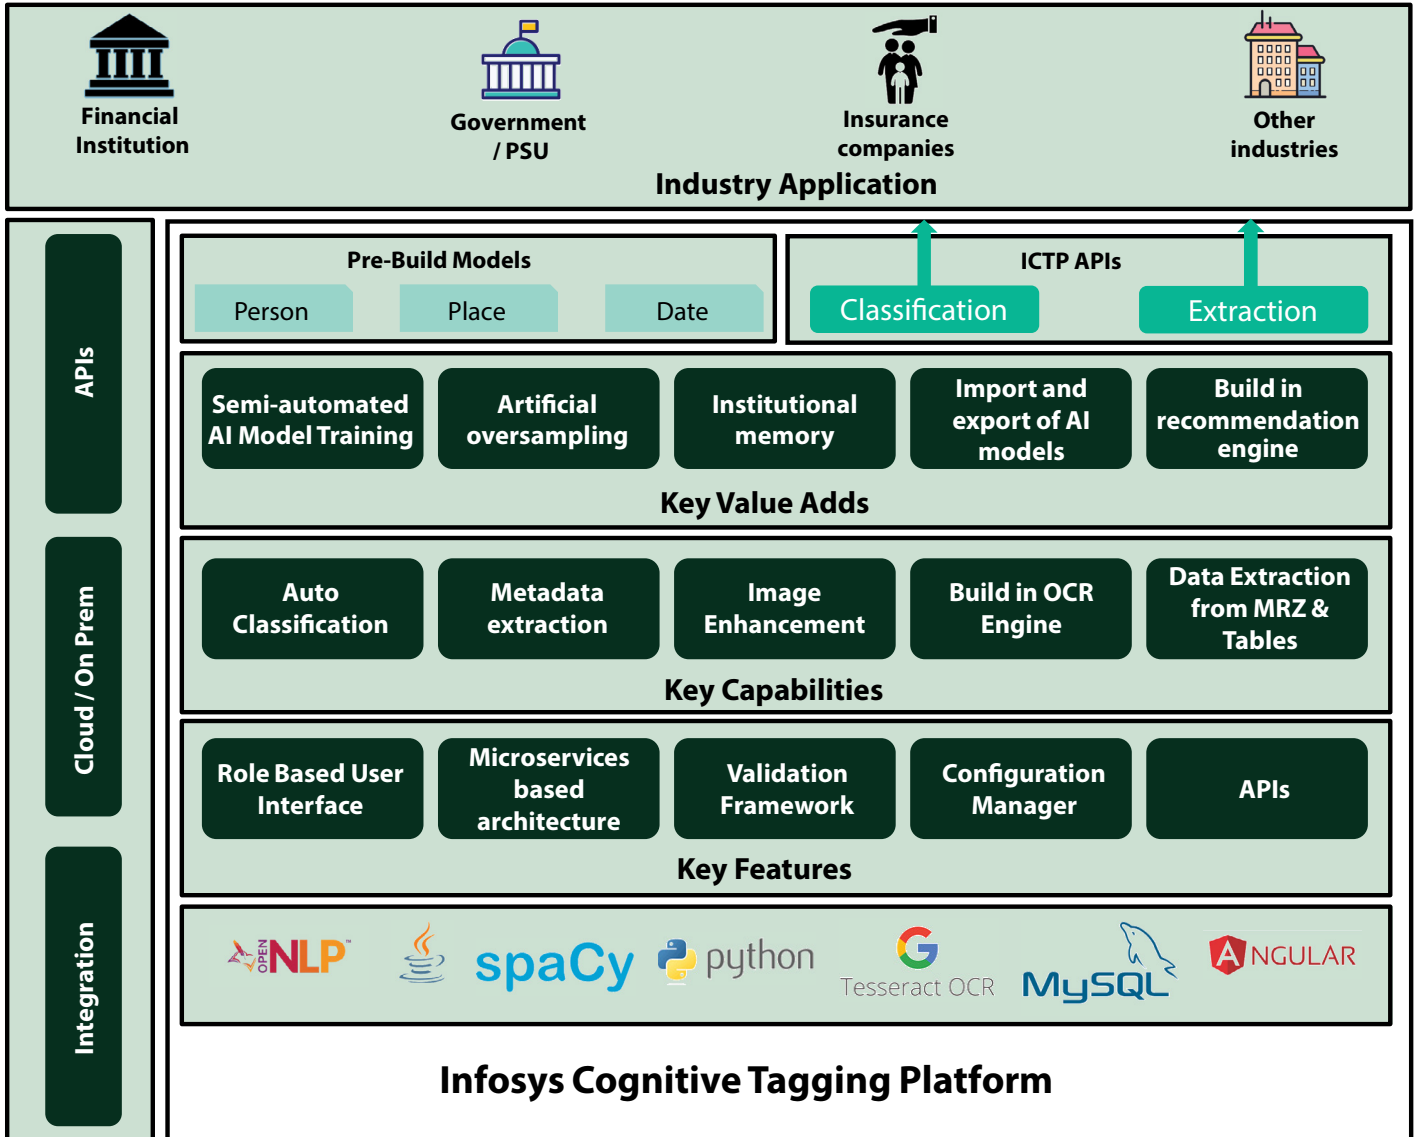 Financial
Institution
Government
/ PSU
Insurance
companies
Other
industries
Industry Application
APIs
Cloud / On Prem
Integration
Pre-Build Models
Person
Place
Date
ICTP APIs
Classification
Extraction
Semi-automated
AI Model Training
Artificial
oversampling
Institutional
memory
Import and
export of AI
models
Build in
recommendation
engine
Key Value Adds
Auto
Classification
Metadata
extraction
Image
Enhancement
Build in OCR
Engine
Data Extraction
from MRZ &
Tables
Key Capabilities
Role Based User
Interface
Microservices
based
architecture
Validation
Framework
Configuration
Manager
APIs
Key Features
OPEN NLP™
spaCy
python
Tesseract OCR
MySQL
ANGULAR
Infosys Cognitive Tagging Platform